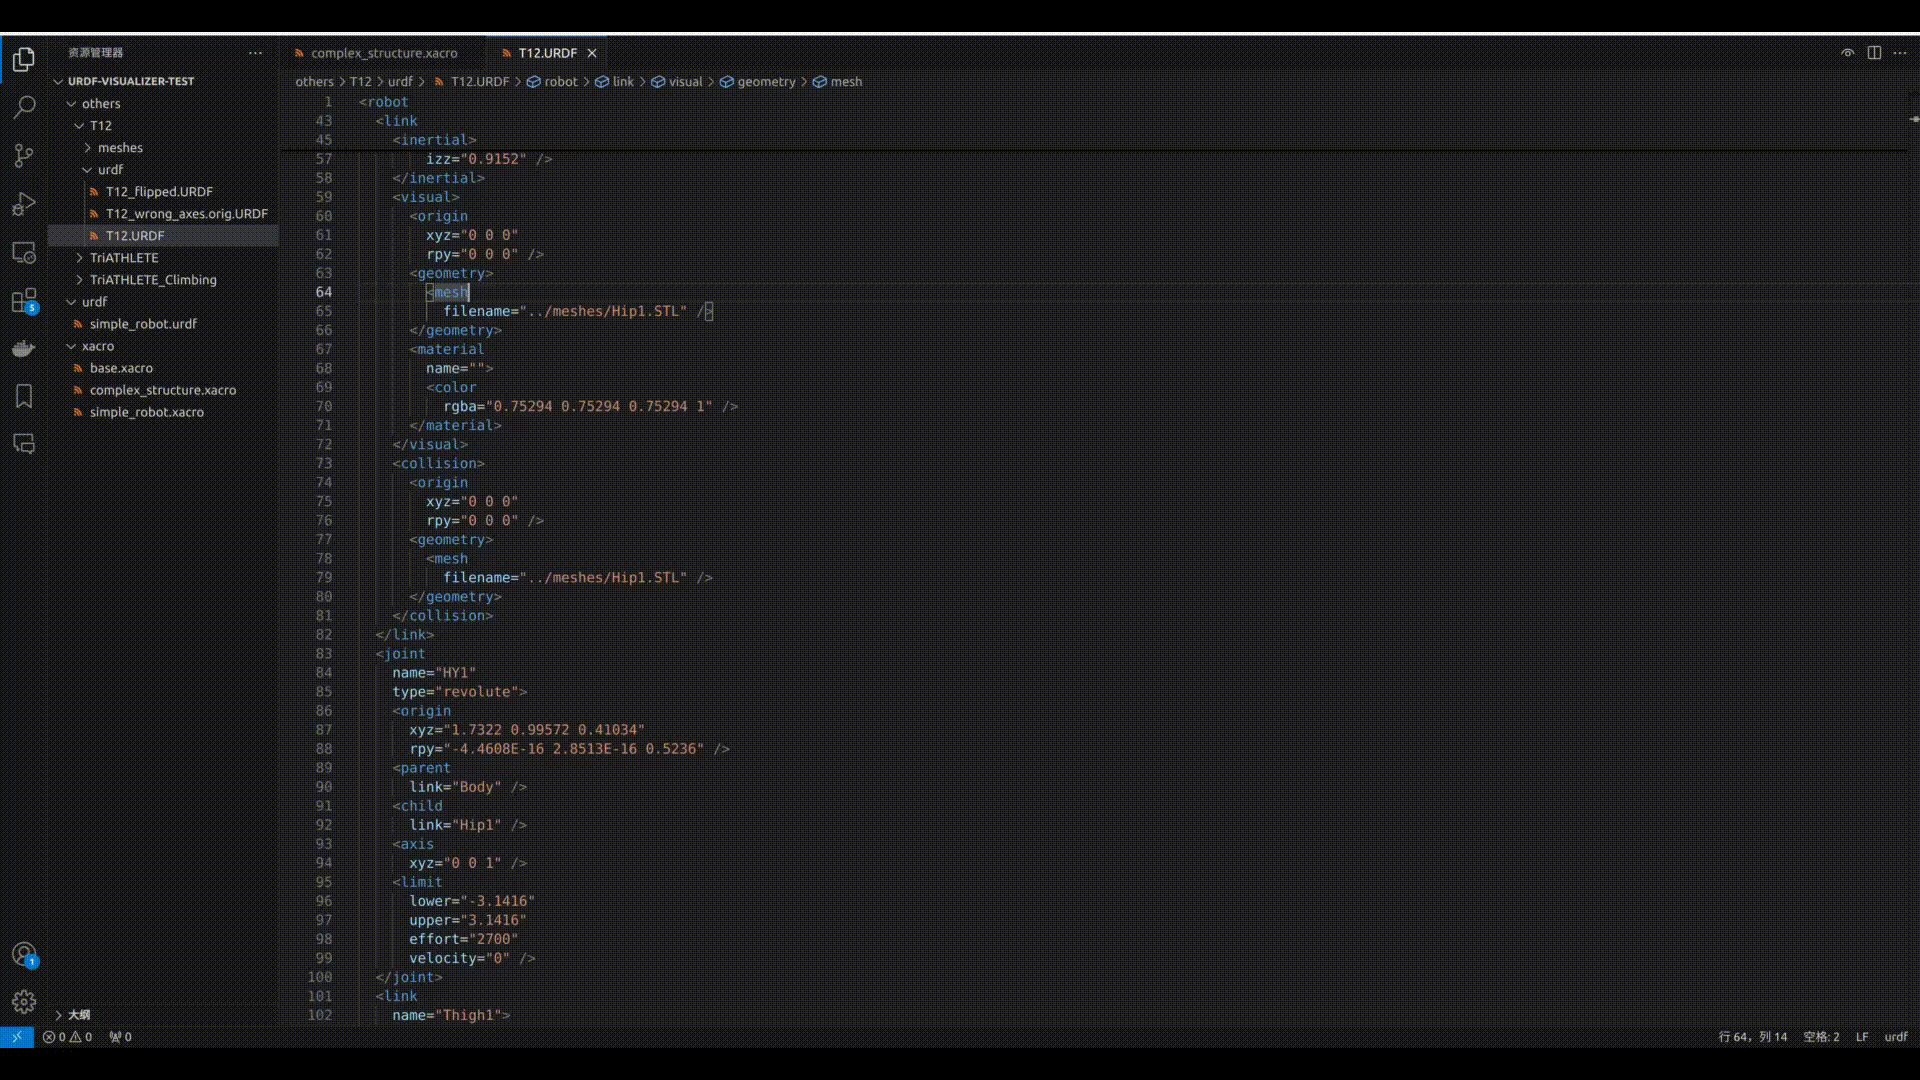 资源管理器
URDF-VISUALIZER-TEST
others
T12
meshes
urdf
T12_flipped.URDF
T12_wrong_axes.orig.URDF
T12.URDF
TriATHLETE
TriATHLETE_Climbing
urdf
simple_robot.urdf
xacro
base.xacro
complex_structure.xacro
simple_robot.xacro
大纲
complex_structure.xacro
T12.URDF
others > T12 > urdf > T12.URDF > robot > link > visual > geometry > mesh
1 <robot
43 <link
45 <inertial>
57 izz="0.9152" />
58 </inertial>
59 <visual>
60 <origin
61 xyz="0 0 0"
62 rpy="0 0 0" />
63 <geometry>
64 <mesh
65 filename="../meshes/Hip1.STL" />
66 </geometry>
67 <material
68 name="">
69 <color
70 rgba="0.75294 0.75294 0.75294 1" />
71 </material>
72 </visual>
73 <collision>
74 <origin
75 xyz="0 0 0"
76 rpy="0 0 0" />
77 <geometry>
78 <mesh
79 filename="../meshes/Hip1.STL" />
80 </geometry>
81 </collision>
82 </link>
83 <joint
84 name="HY1"
85 type="revolute">
86 <origin
87 xyz="1.7322 0.99572 0.41034"
88 rpy="-4.4608E-16 2.8513E-16 0.5236" />
89 <parent
90 link="Body" />
91 <child
92 link="Hip1" />
93 <axis
94 xyz="0 0 1" />
95 <limit
96 lower="-3.1416"
97 upper="3.1416"
98 effort="2700"
99 velocity="0" />
100 </joint>
101 <link
102 name="Thigh1">
5
1
0 0 0
行 64，列 14 空格: 2 LF urdf